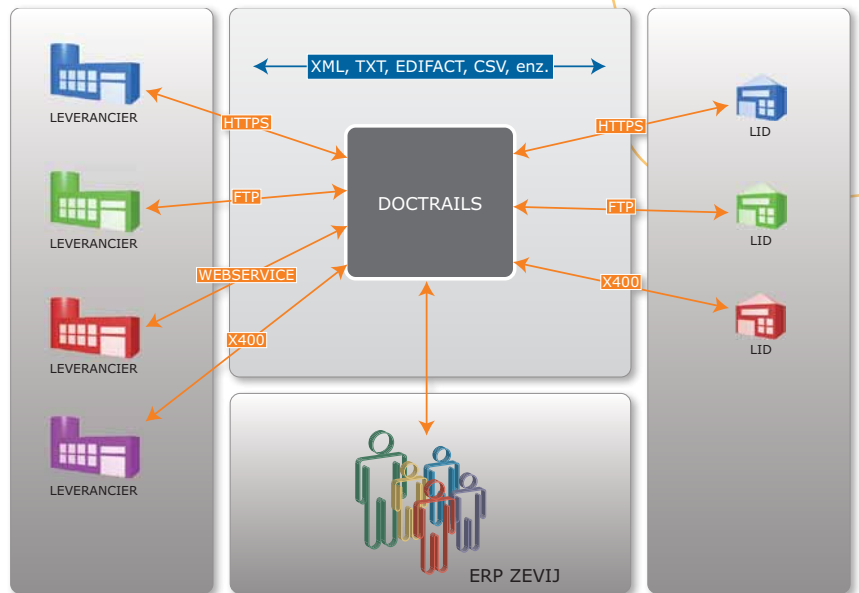 XML, TXT, EDIFACT, CSV, enz.
LEVERANCIER
HTTPS
HTTPS
LID
DOCTRAILS
FTP
FTP
LEVERANCIER
LID
WEBSERVICE
X400
LEVERANCIER
X400
LID
LEVERANCIER
ERP ZEVIJ